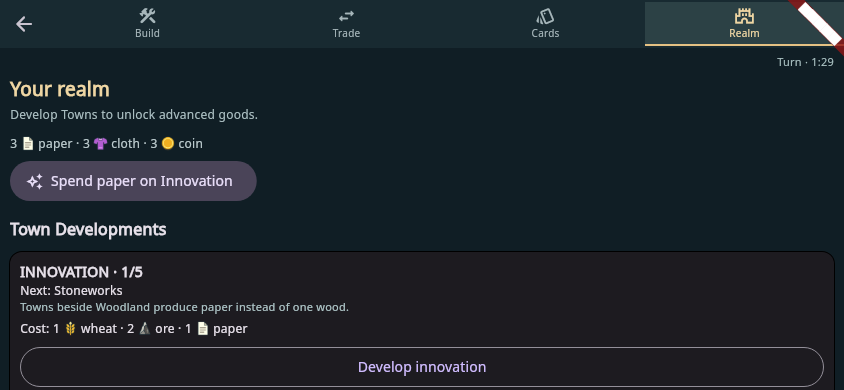 Build
Trade
Cards
Realm
Turn · 1:29
Your realm
Develop Towns to unlock advanced goods.
3 📄 paper · 3 👚 cloth · 3 🟡 coin
Spend paper on Innovation
Town Developments
INNOVATION · 1/5
Next: Stoneworks
Towns beside Woodland produce paper instead of one wood.
Cost: 1 🌾 wheat · 2 ⛰ ore · 1 📄 paper
Develop innovation